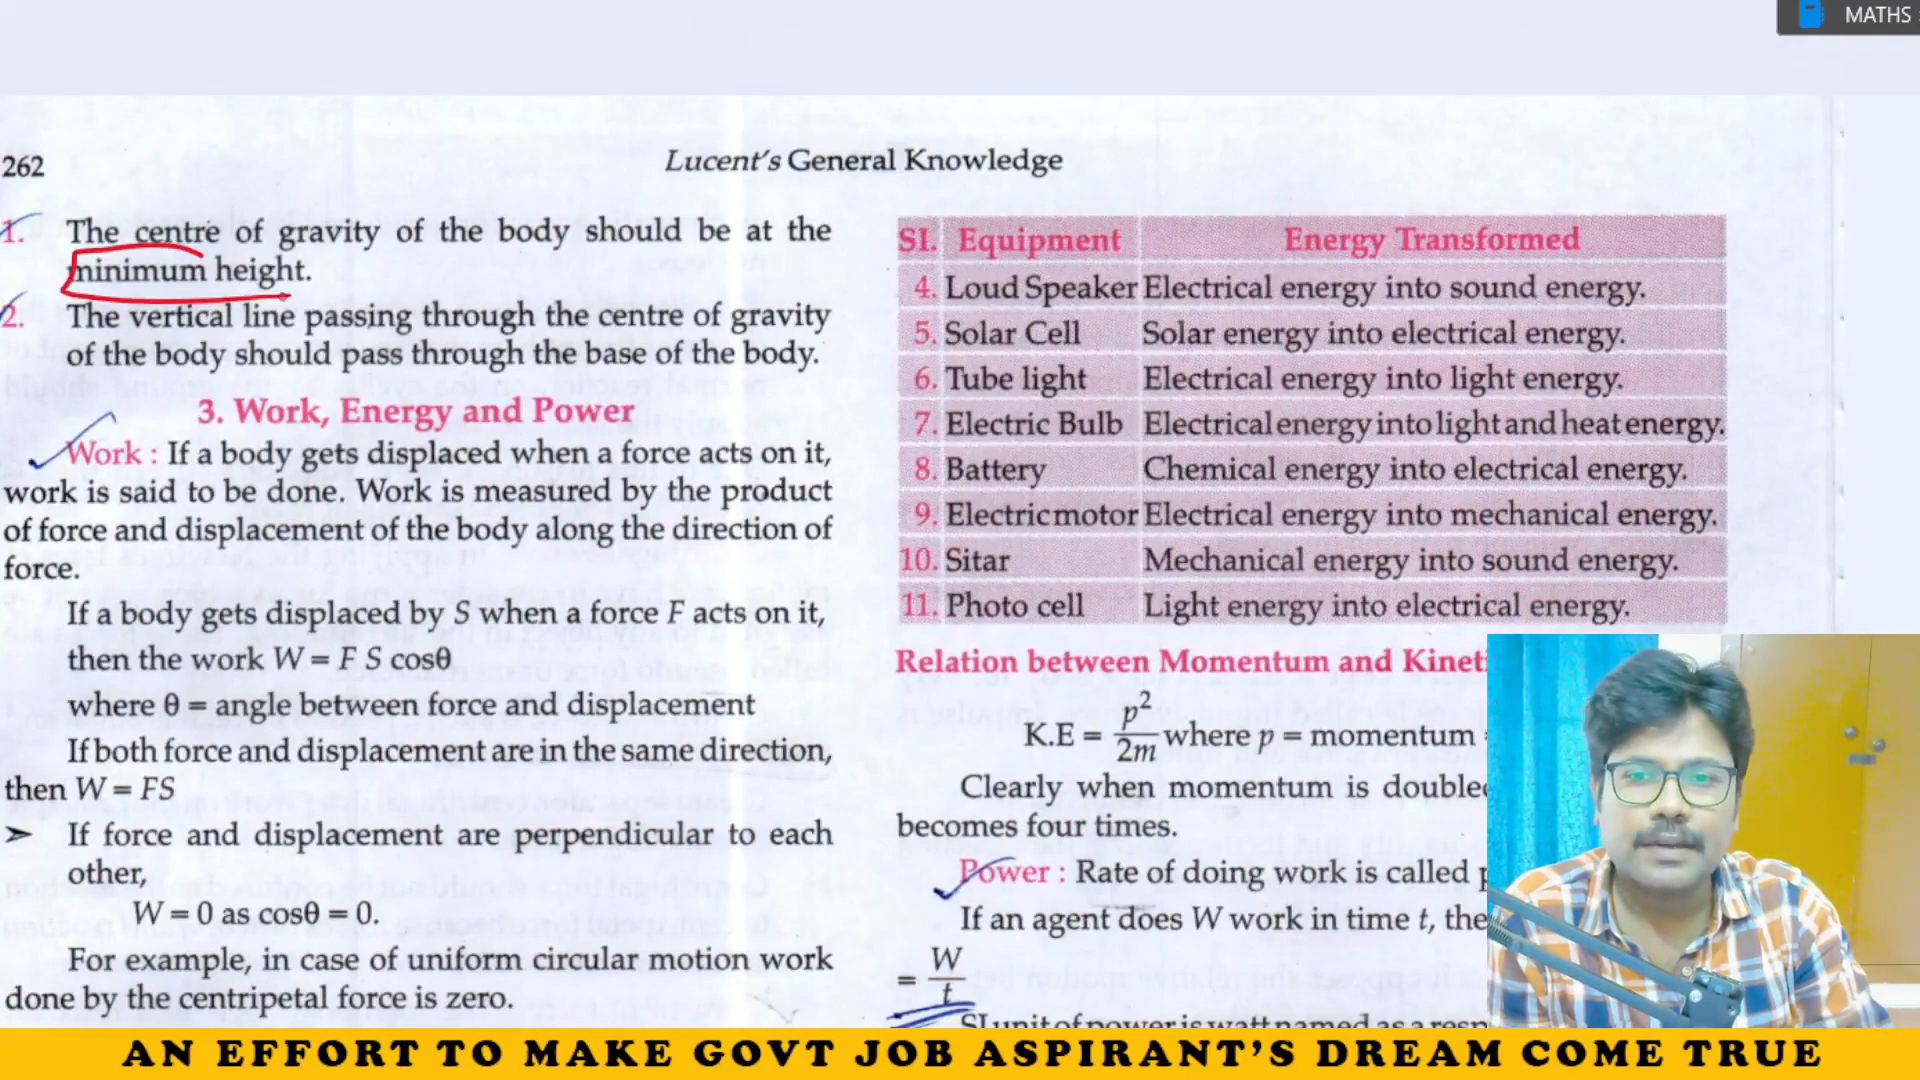 MATHS
262
Lucent's General Knowledge
1. The centre of gravity of the body should be at the
minimum height.
2. The vertical line passing through the centre of gravity
of the body should pass through the base of the body.
3. Work, Energy and Power
Work : If a body gets displaced when a force acts on it,
work is said to be done. Work is measured by the product
of force and displacement of the body along the direction of
force.
If a body gets displaced by S when a force F acts on it,
then the work W = F S cosθ
where θ = angle between force and displacement
If both force and displacement are in the same direction,
then W = FS
➢ If force and displacement are perpendicular to each
other,
W = 0 as cosθ = 0.
For example, in case of uniform circular motion work
done by the centripetal force is zero.
SI. Equipment Energy Transformed
4. Loud Speaker Electrical energy into sound energy.
5. Solar Cell Solar energy into electrical energy.
6. Tube light Electrical energy into light energy.
7. Electric Bulb Electrical energy into light and heat energy.
8. Battery Chemical energy into electrical energy.
9. Electric motor Electrical energy into mechanical energy.
10. Sitar Mechanical energy into sound energy.
11. Photo cell Light energy into electrical energy.
Relation between Momentum and
K.E = p²/2m where p = momentum
Clearly when momentum is
becomes four times.
Power : Rate of doing work is called
If an agent does W work in time t,
= W/t
SI unit of power is watt named as a
AN EFFORT TO MAKE GOVT JOB ASPIRANT'S DREAM COME TRUE